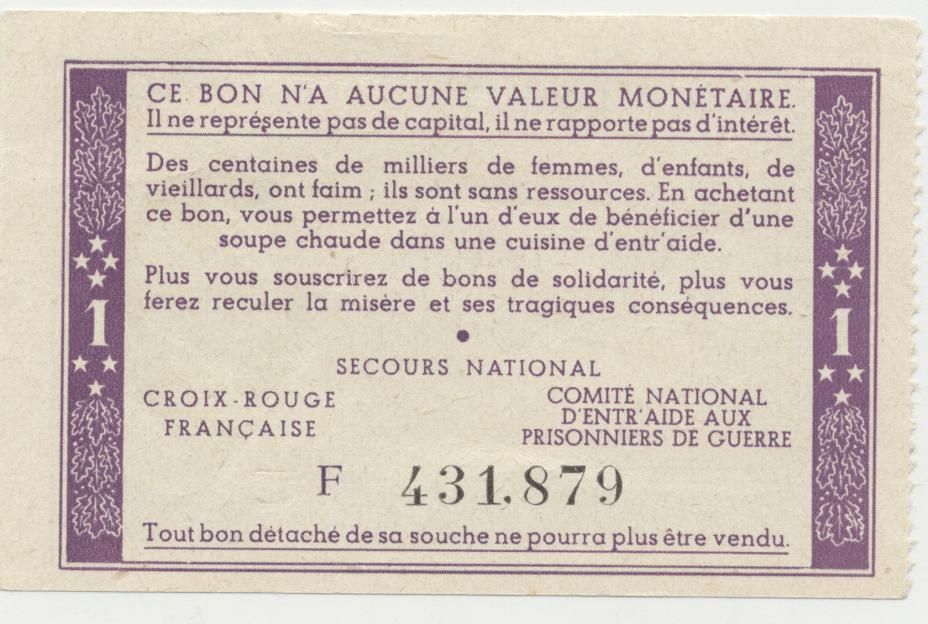 CE BON N'A AUCUNE VALEUR MONÉTAIRE.
Il ne représente pas de capital, il ne rapporte pas d'intérêt.
Des centaines de milliers de femmes, d'enfants, de
vieillards, ont faim ; ils sont sans ressources. En achetant
ce bon, vous permettez à l'un d'eux de bénéficier d'une
soupe chaude dans une cuisine d'entr'aide.
Plus vous souscrirez de bons de solidarité, plus vous
ferez reculer la misère et ses tragiques conséquences.
1
1
SECOURS NATIONAL
CROIX-ROUGE
FRANÇAISE
COMITÉ NATIONAL
D'ENTR'AIDE AUX
PRISONNIERS DE GUERRE
F 431.879
Tout bon détaché de sa souche ne pourra plus être vendu.